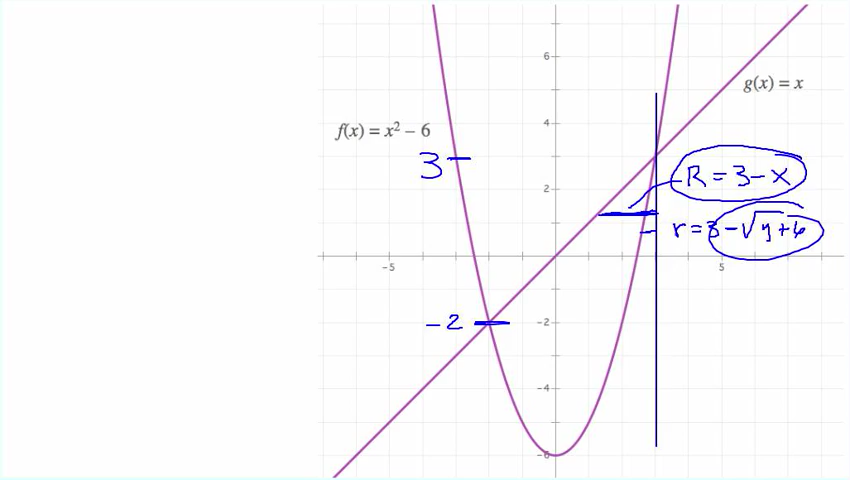 6
g(x) = x
f(x) = x² − 6
4
3
R = 3 − x
2
r = 3 − √y+6
−5
5
−2
−2
−4
−6